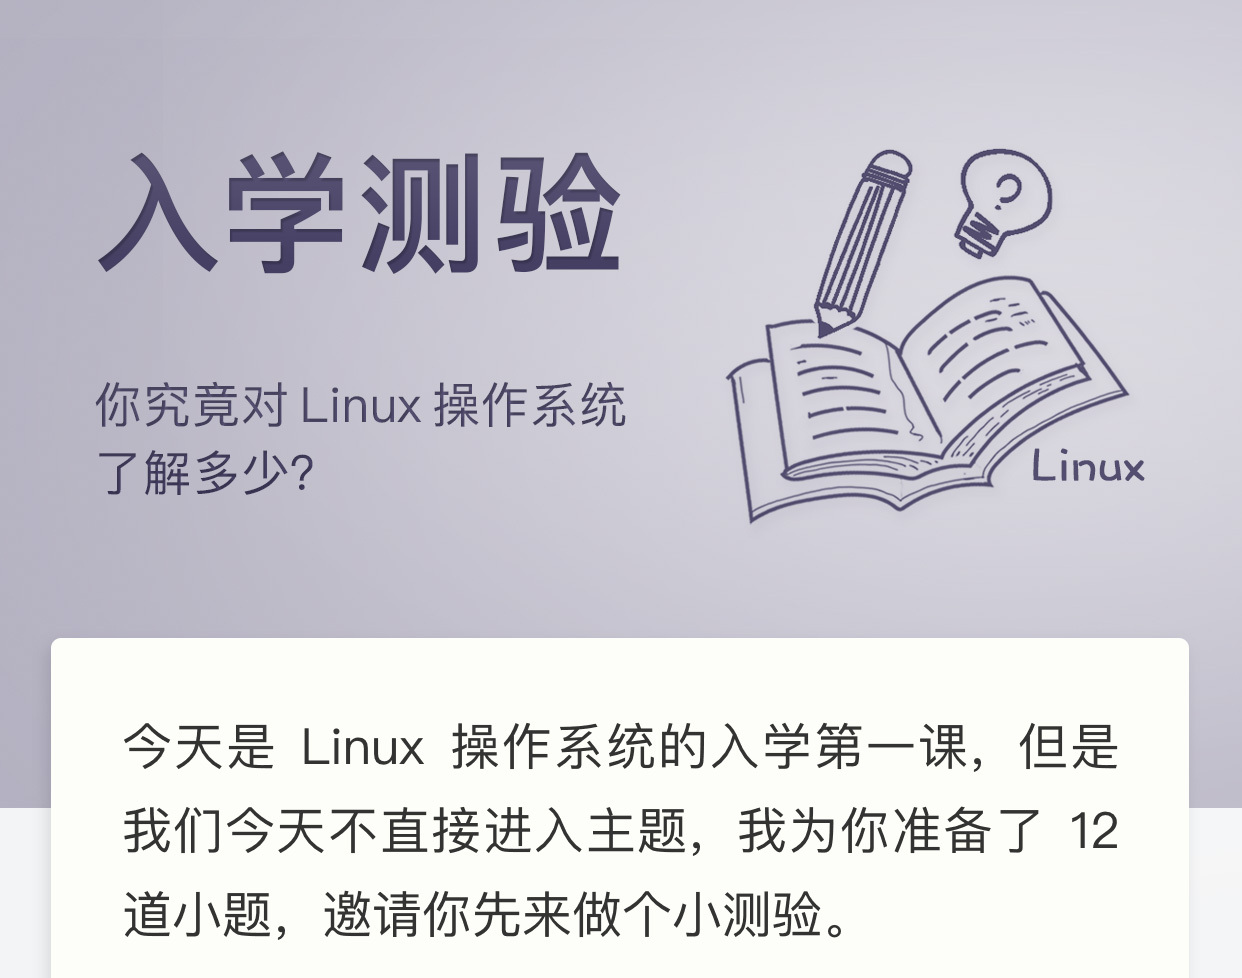 入学测验
你究竟对 Linux 操作系统
了解多少?
?
Linux
今天是 Linux 操作系统的入学第一课，但是
我们今天不直接进入主题，我为你准备了 12
道小题，邀请你先来做个小测验。